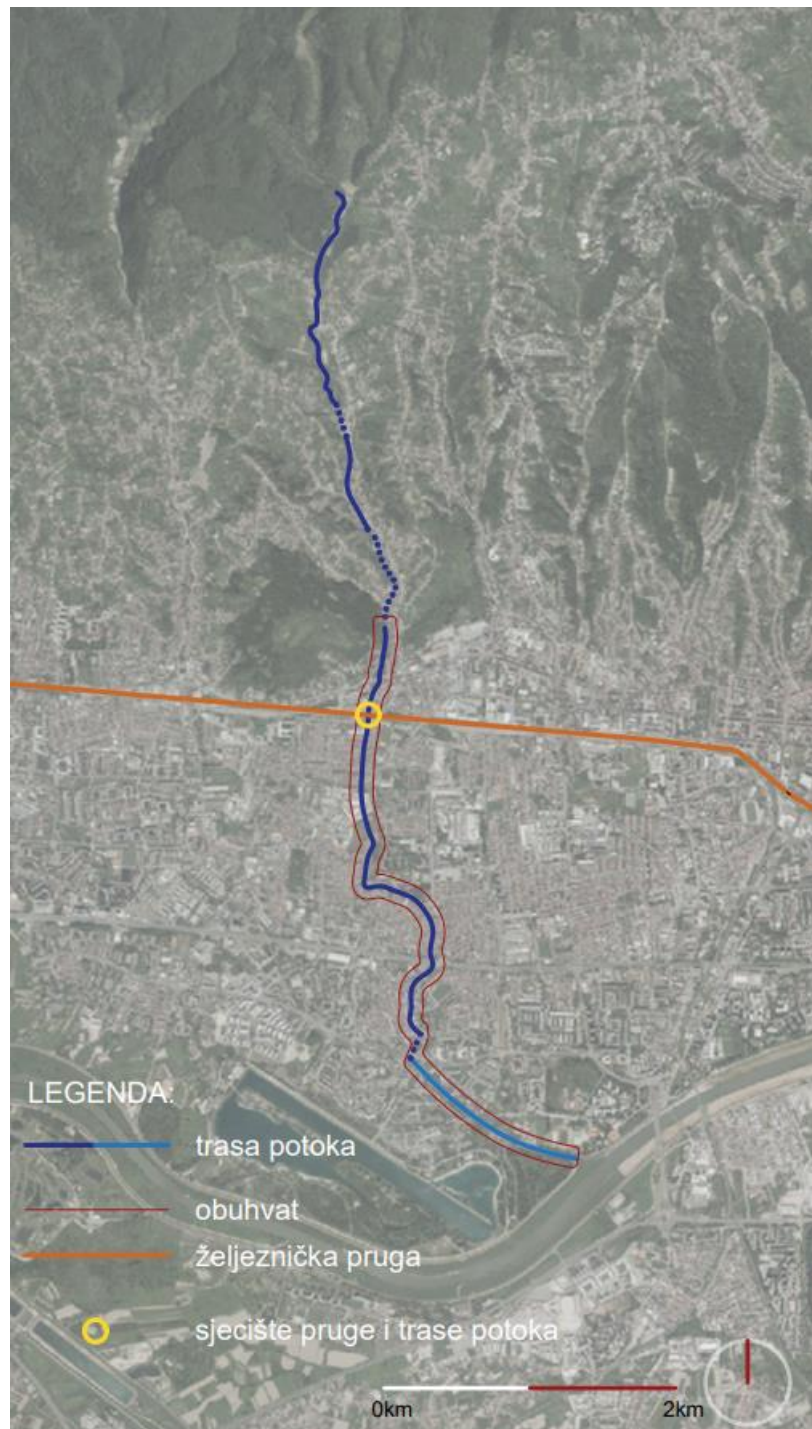 LEGENDA:
trasa potoka
obuhvat
željeznička pruga
sjecište pruge i trase potoka
0km 2km